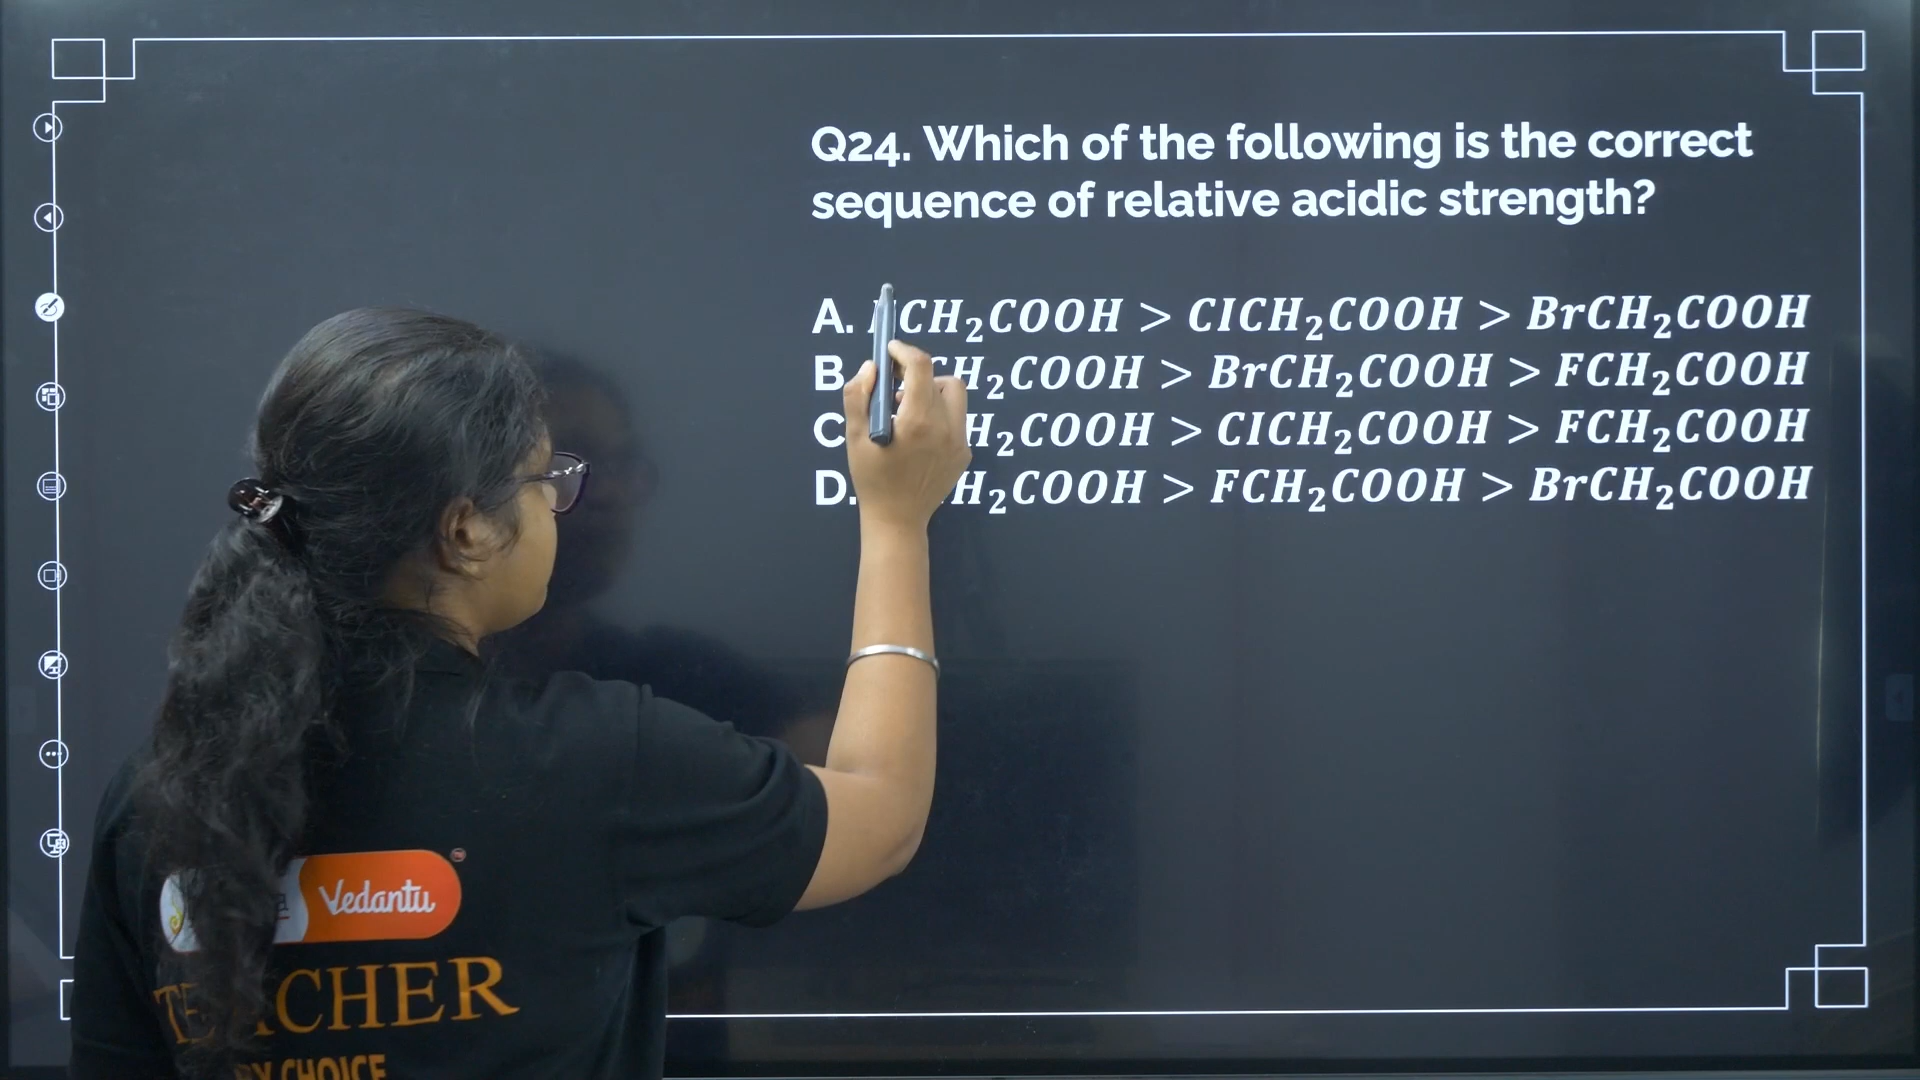 Q24. Which of the following is the correct
sequence of relative acidic strength?
A. CH₂COOH > ClCH₂COOH > BrCH₂COOH
B. H₂COOH > BrCH₂COOH > FCH₂COOH
C H₂COOH > ClCH₂COOH > FCH₂COOH
D. H₂COOH > FCH₂COOH > BrCH₂COOH
Vedantu
CHOICE